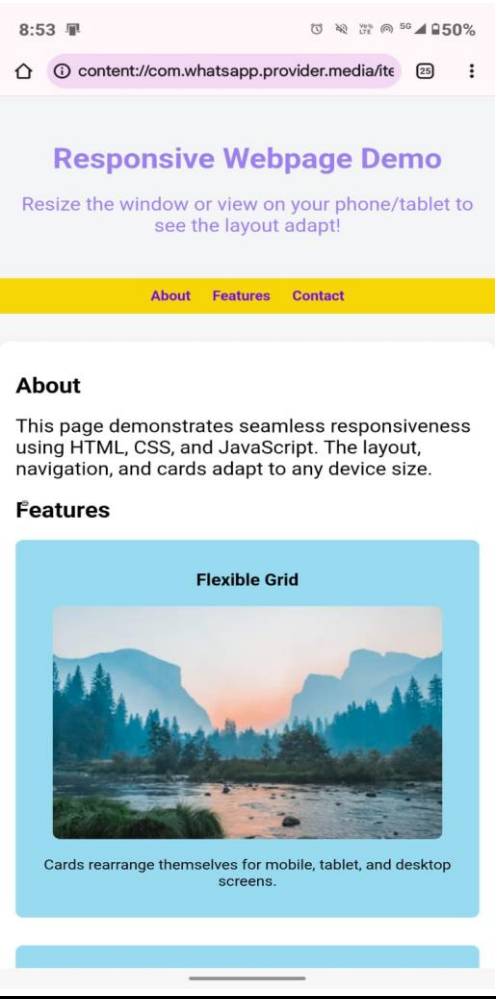 8:53
VoWifi LTE 5G 50%
content://com.whatsapp.provider.media/ite 25
Responsive Webpage Demo
Resize the window or view on your phone/tablet to
see the layout adapt!
About Features Contact
About
This page demonstrates seamless responsiveness
using HTML, CSS, and JavaScript. The layout,
navigation, and cards adapt to any device size.
Features
Flexible Grid
Cards rearrange themselves for mobile, tablet, and desktop
screens.